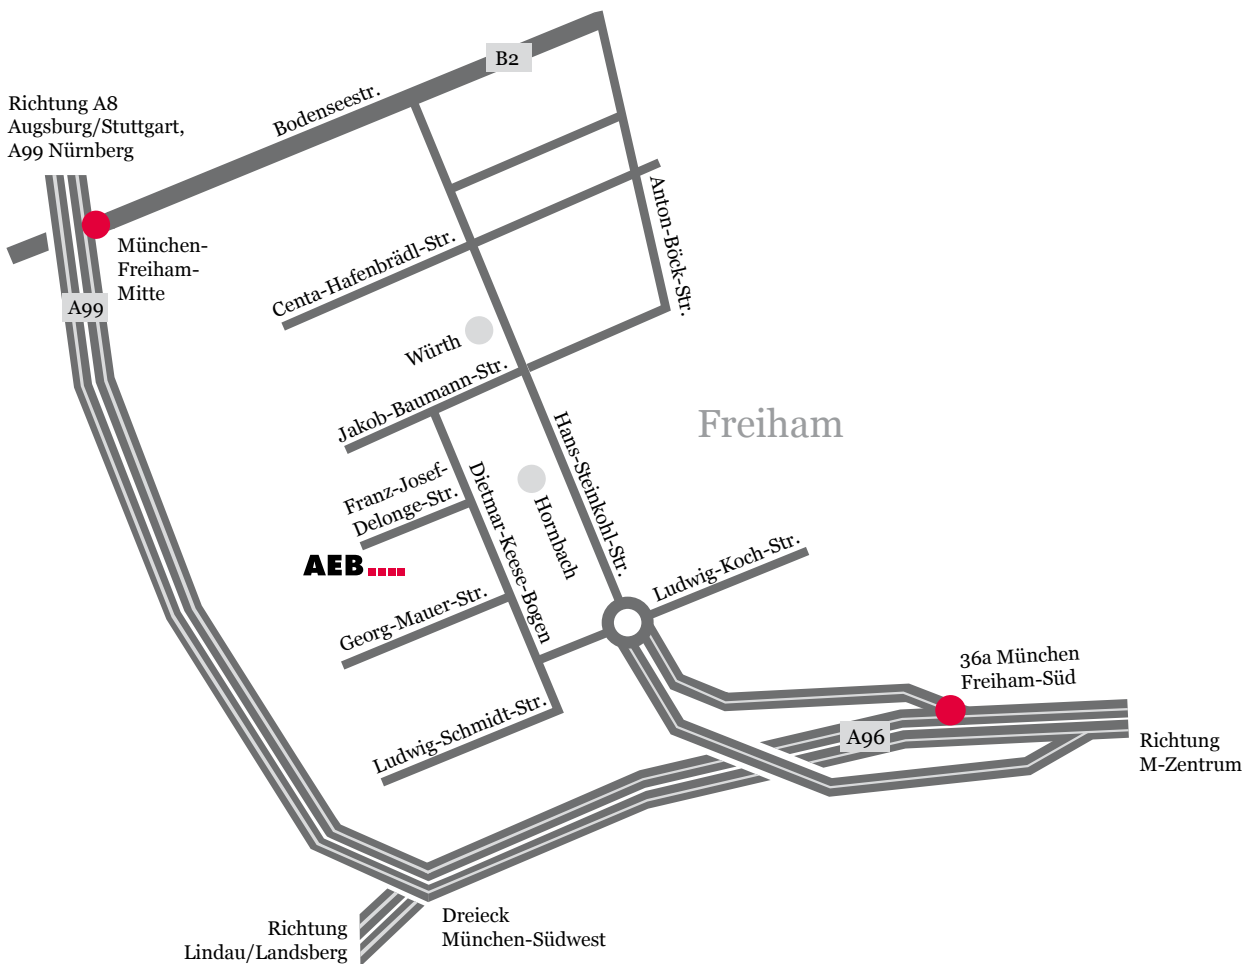 B2
Bodenseestr.
Richtung A8
Augsburg/Stuttgart,
A99 Nürnberg
München-
Freiham-
Mitte
A99
Anton-Böck-Str.
Centa-Hafenbrädl-Str.
Würth
Jakob-Baumann-Str.
Freiham
Hans-Steinkohl-Str.
Franz-Josef-
Delonge-Str.
Dietmar-Keese-Bogen
Hornbach
AEB
Ludwig-Koch-Str.
Georg-Mauer-Str.
36a München
Freiham-Süd
Ludwig-Schmidt-Str.
A96
Richtung
M-Zentrum
Dreieck
München-Südwest
Richtung
Lindau/Landsberg